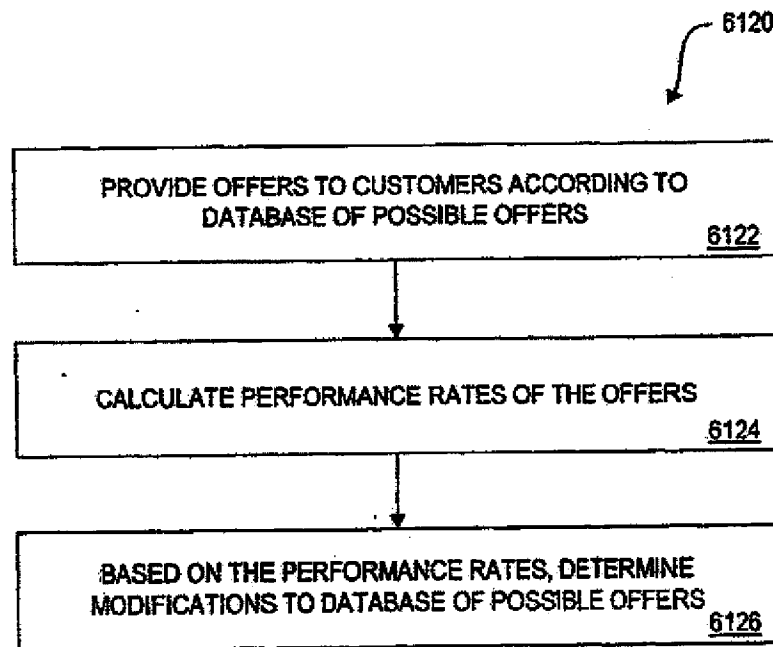 6120
PROVIDE OFFERS TO CUSTOMERS ACCORDING TO
DATABASE OF POSSIBLE OFFERS
6122
CALCULATE PERFORMANCE RATES OF THE OFFERS
6124
BASED ON THE PERFORMANCE RATES, DETERMINE
MODIFICATIONS TO DATABASE OF POSSIBLE OFFERS
6126